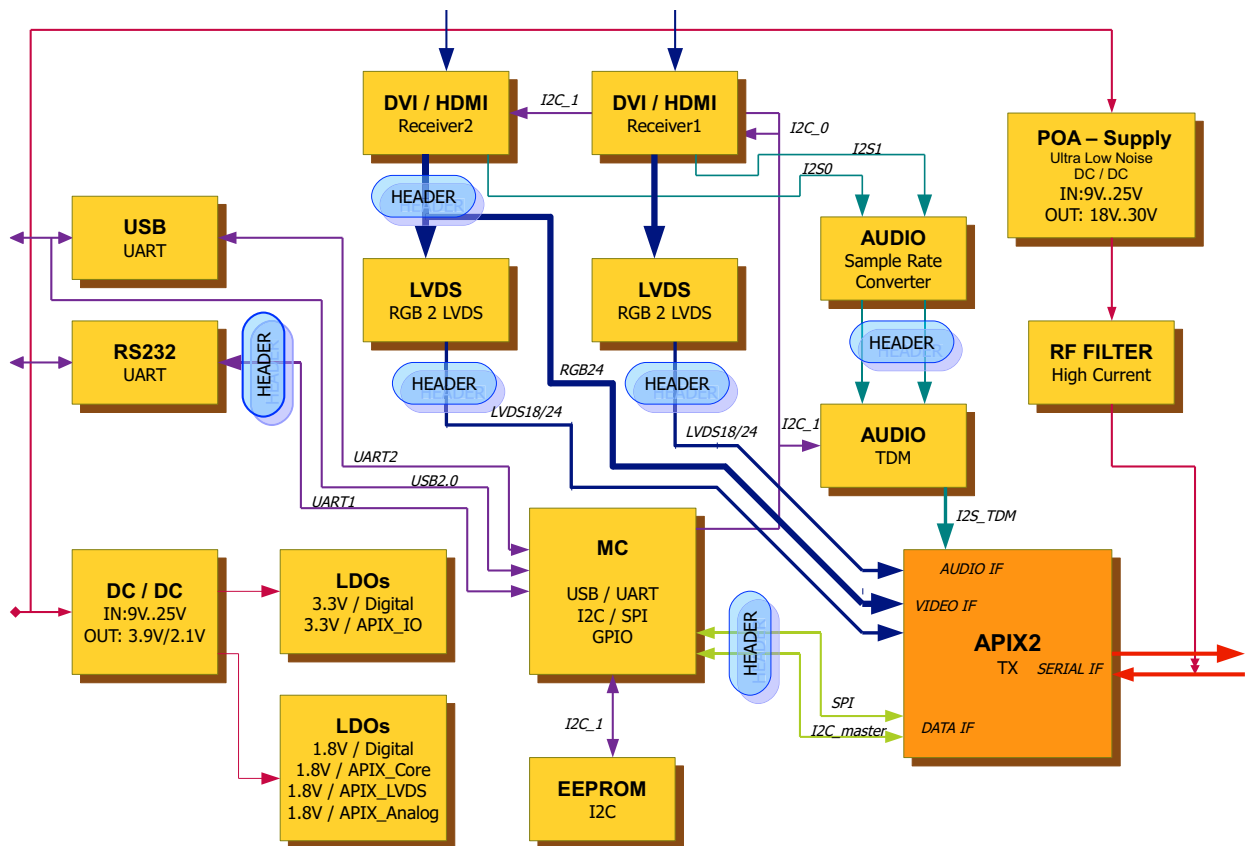 DVI / HDMI
Receiver2
I2C_1
DVI / HDMI
Receiver1
I2C_0
I2S1
I2S0
POA – Supply
Ultra Low Noise
DC / DC
IN:9V..25V
OUT: 18V..30V
HEADER
USB
UART
AUDIO
Sample Rate
Converter
LVDS
RGB 2 LVDS
LVDS
RGB 2 LVDS
RS232
UART
HEADER
HEADER
RF FILTER
High Current
RGB24
HEADER
HEADER
LVDS18/24
LVDS18/24
I2C_1
AUDIO
TDM
UART2
USB2.0
UART1
I2S_TDM
MC
USB / UART
I2C / SPI
GPIO
DC / DC
IN:9V..25V
OUT: 3.9V/2.1V
LDOs
3.3V / Digital
3.3V / APIX_IO
AUDIO IF
VIDEO IF
APIX2
TX
SERIAL IF
DATA IF
HEADER
SPI
I2C_master
LDOs
1.8V / Digital
1.8V / APIX_Core
1.8V / APIX_LVDS
1.8V / APIX_Analog
I2C_1
EEPROM
I2C